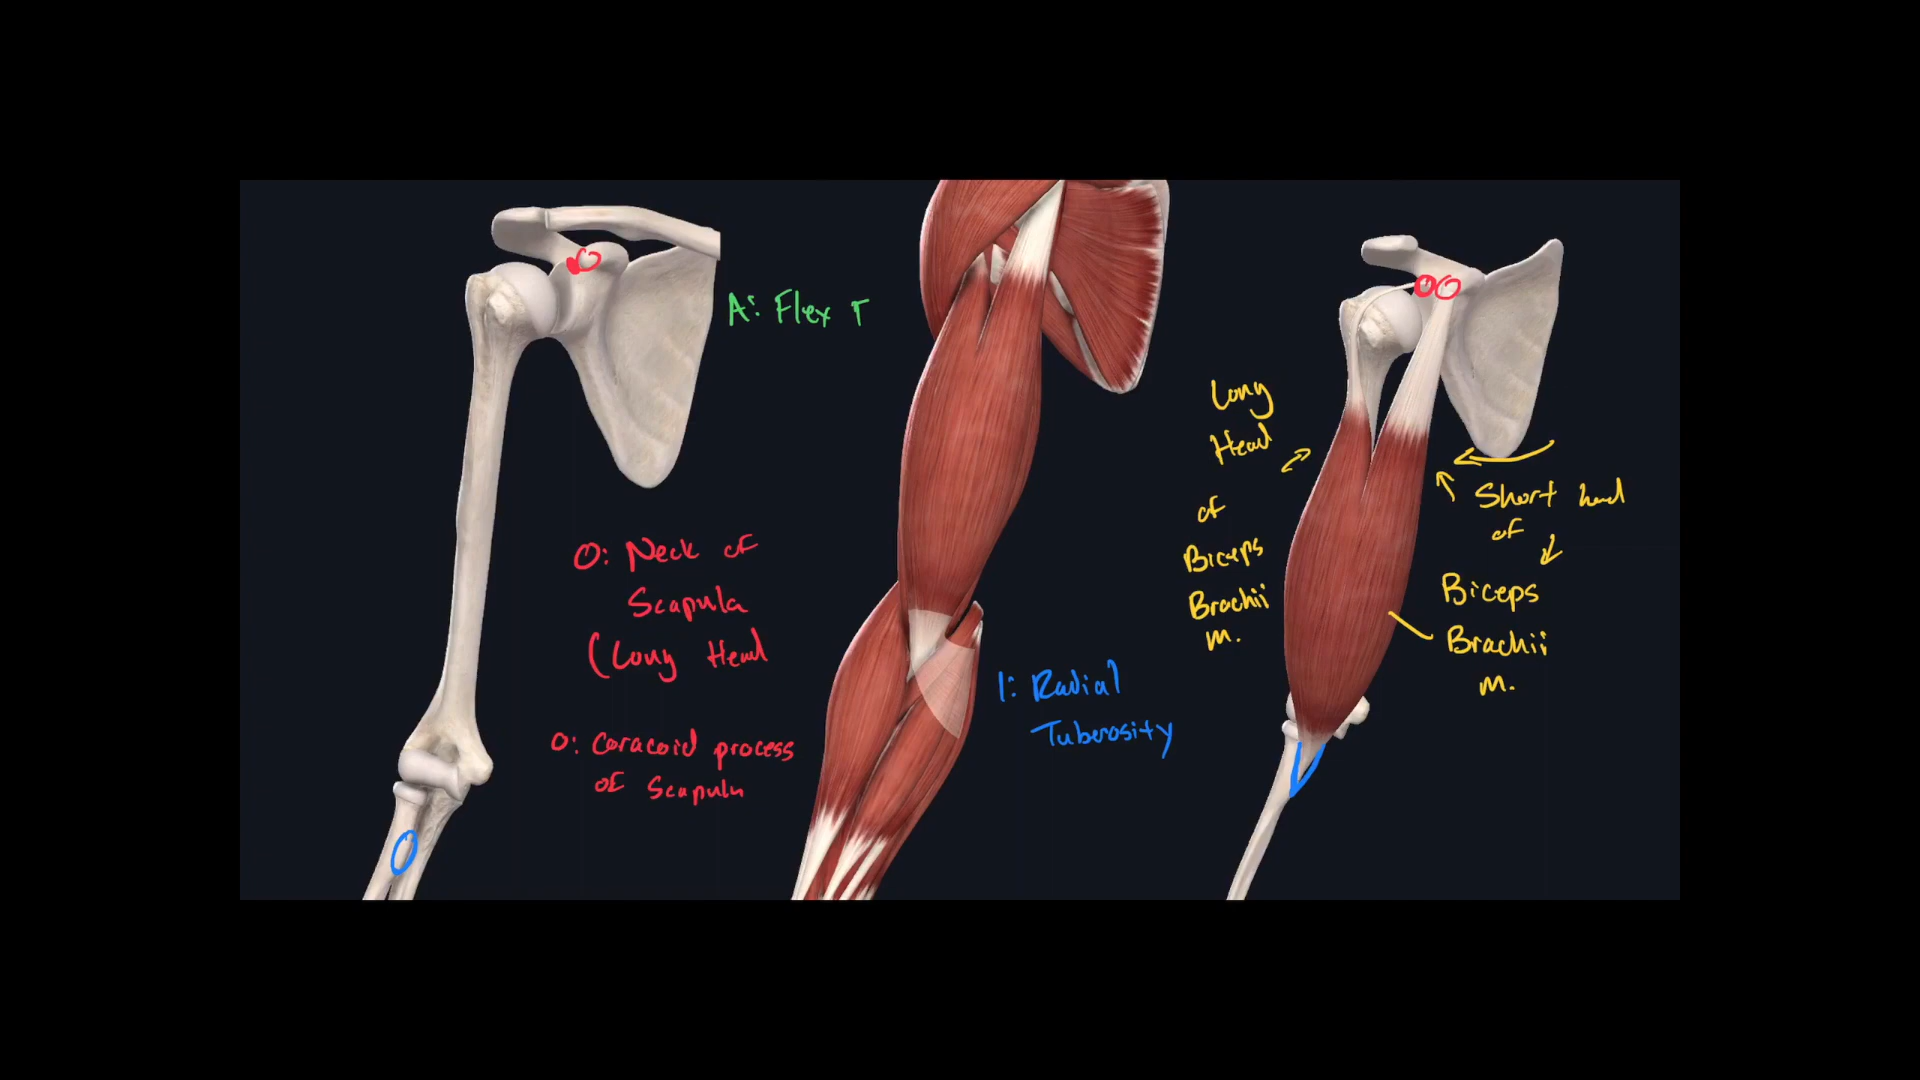 A: Flex r
O: Neck of
Scapula
(Long Head
O: Coracoid process
of Scapula
I: Radial
Tuberosity
Long
Head
of
Biceps
Brachii
m.
Short head
of
Biceps
Brachii
m.